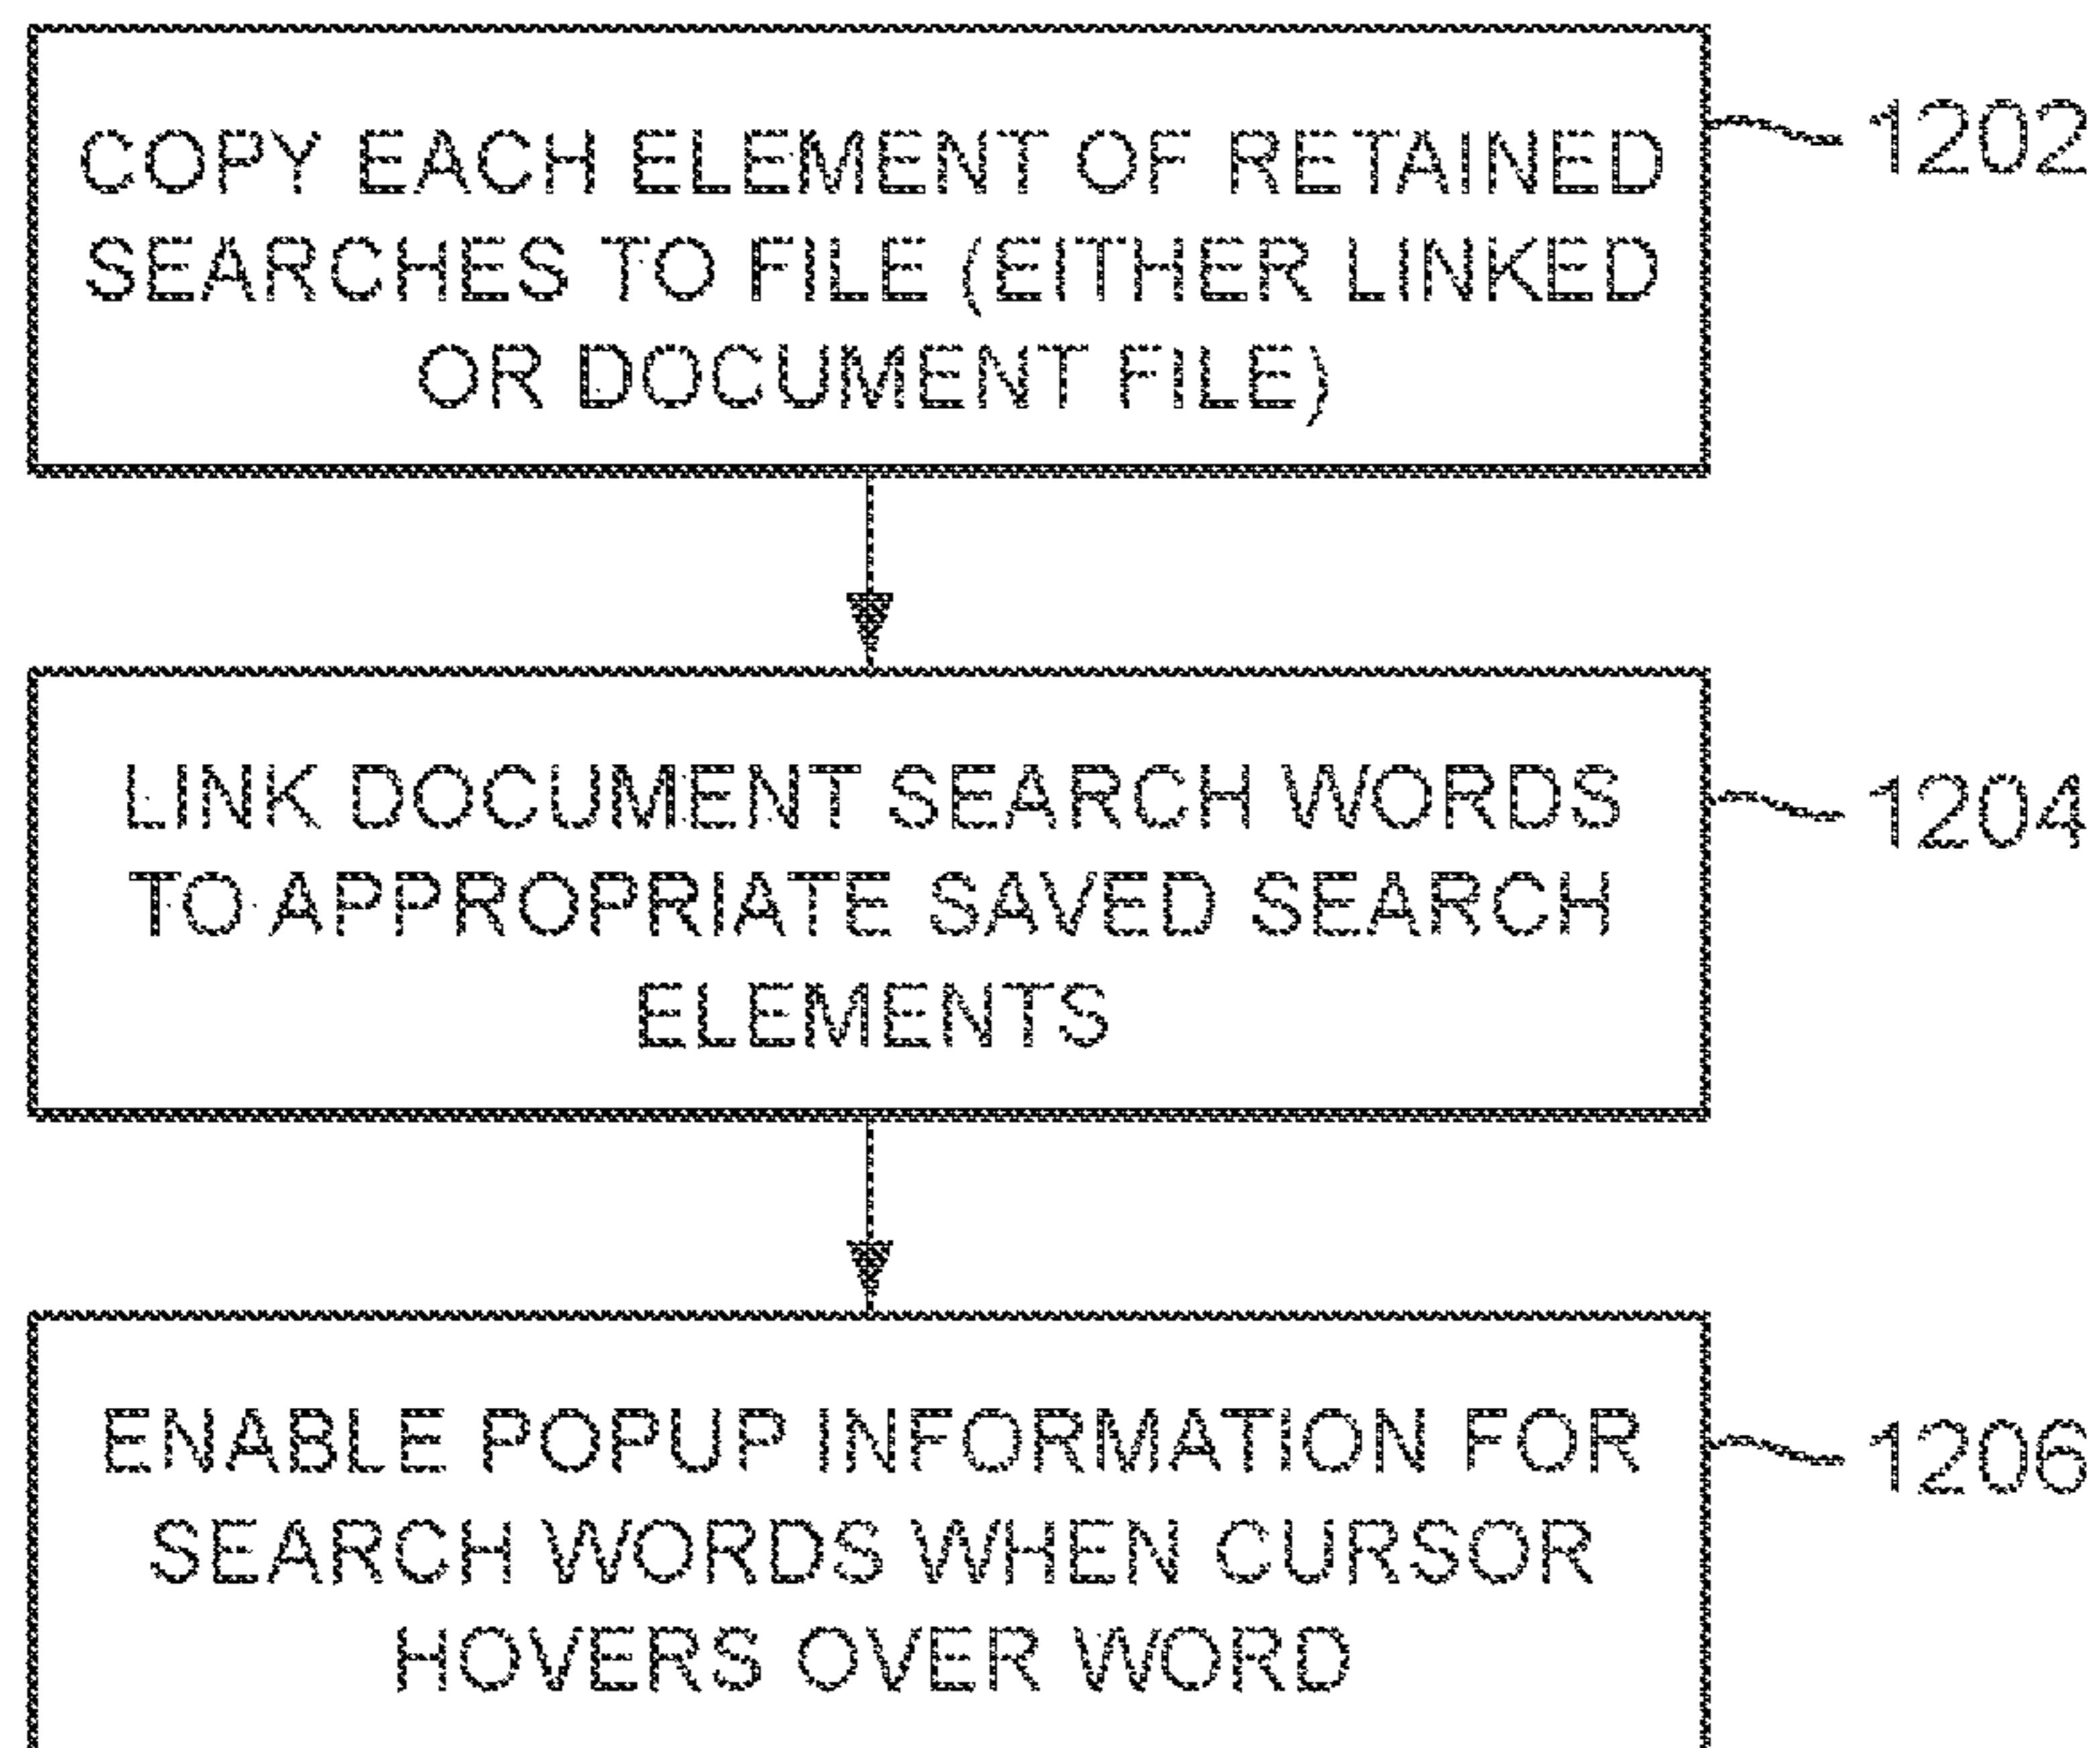 COPY EACH ELEMENT OF RETAINED
SEARCHES TO FILE (EITHER LINKED
OR DOCUMENT FILE)
1202
LINK DOCUMENT SEARCH WORDS
TO APPROPRIATE SAVED SEARCH
ELEMENTS
1204
ENABLE POPUP INFORMATION FOR
SEARCH WORDS WHEN CURSOR
HOVERS OVER WORD
1206